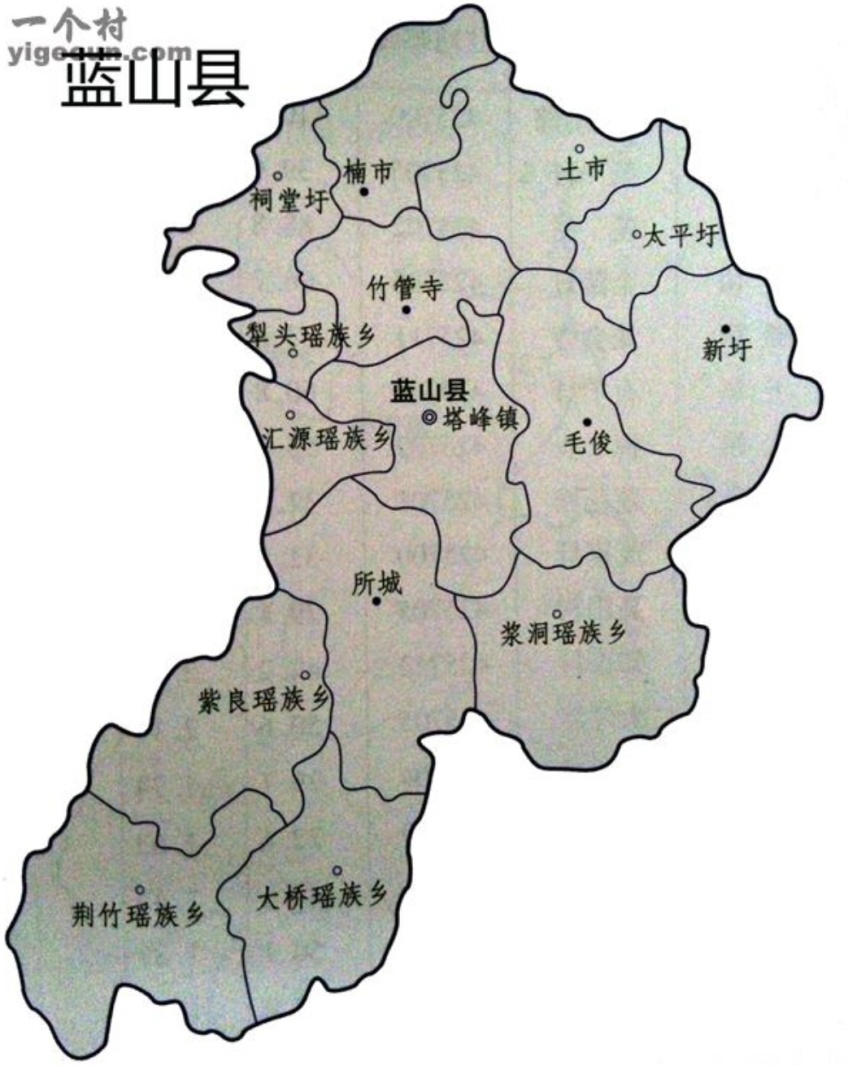 一个村
yigecun.com
蓝山县
祠堂圩
楠市
土市
太平圩
竹管寺
犁头瑶族乡
新圩
蓝山县
塔峰镇
汇源瑶族乡
毛俊
所城
浆洞瑶族乡
紫良瑶族乡
荆竹瑶族乡
大桥瑶族乡